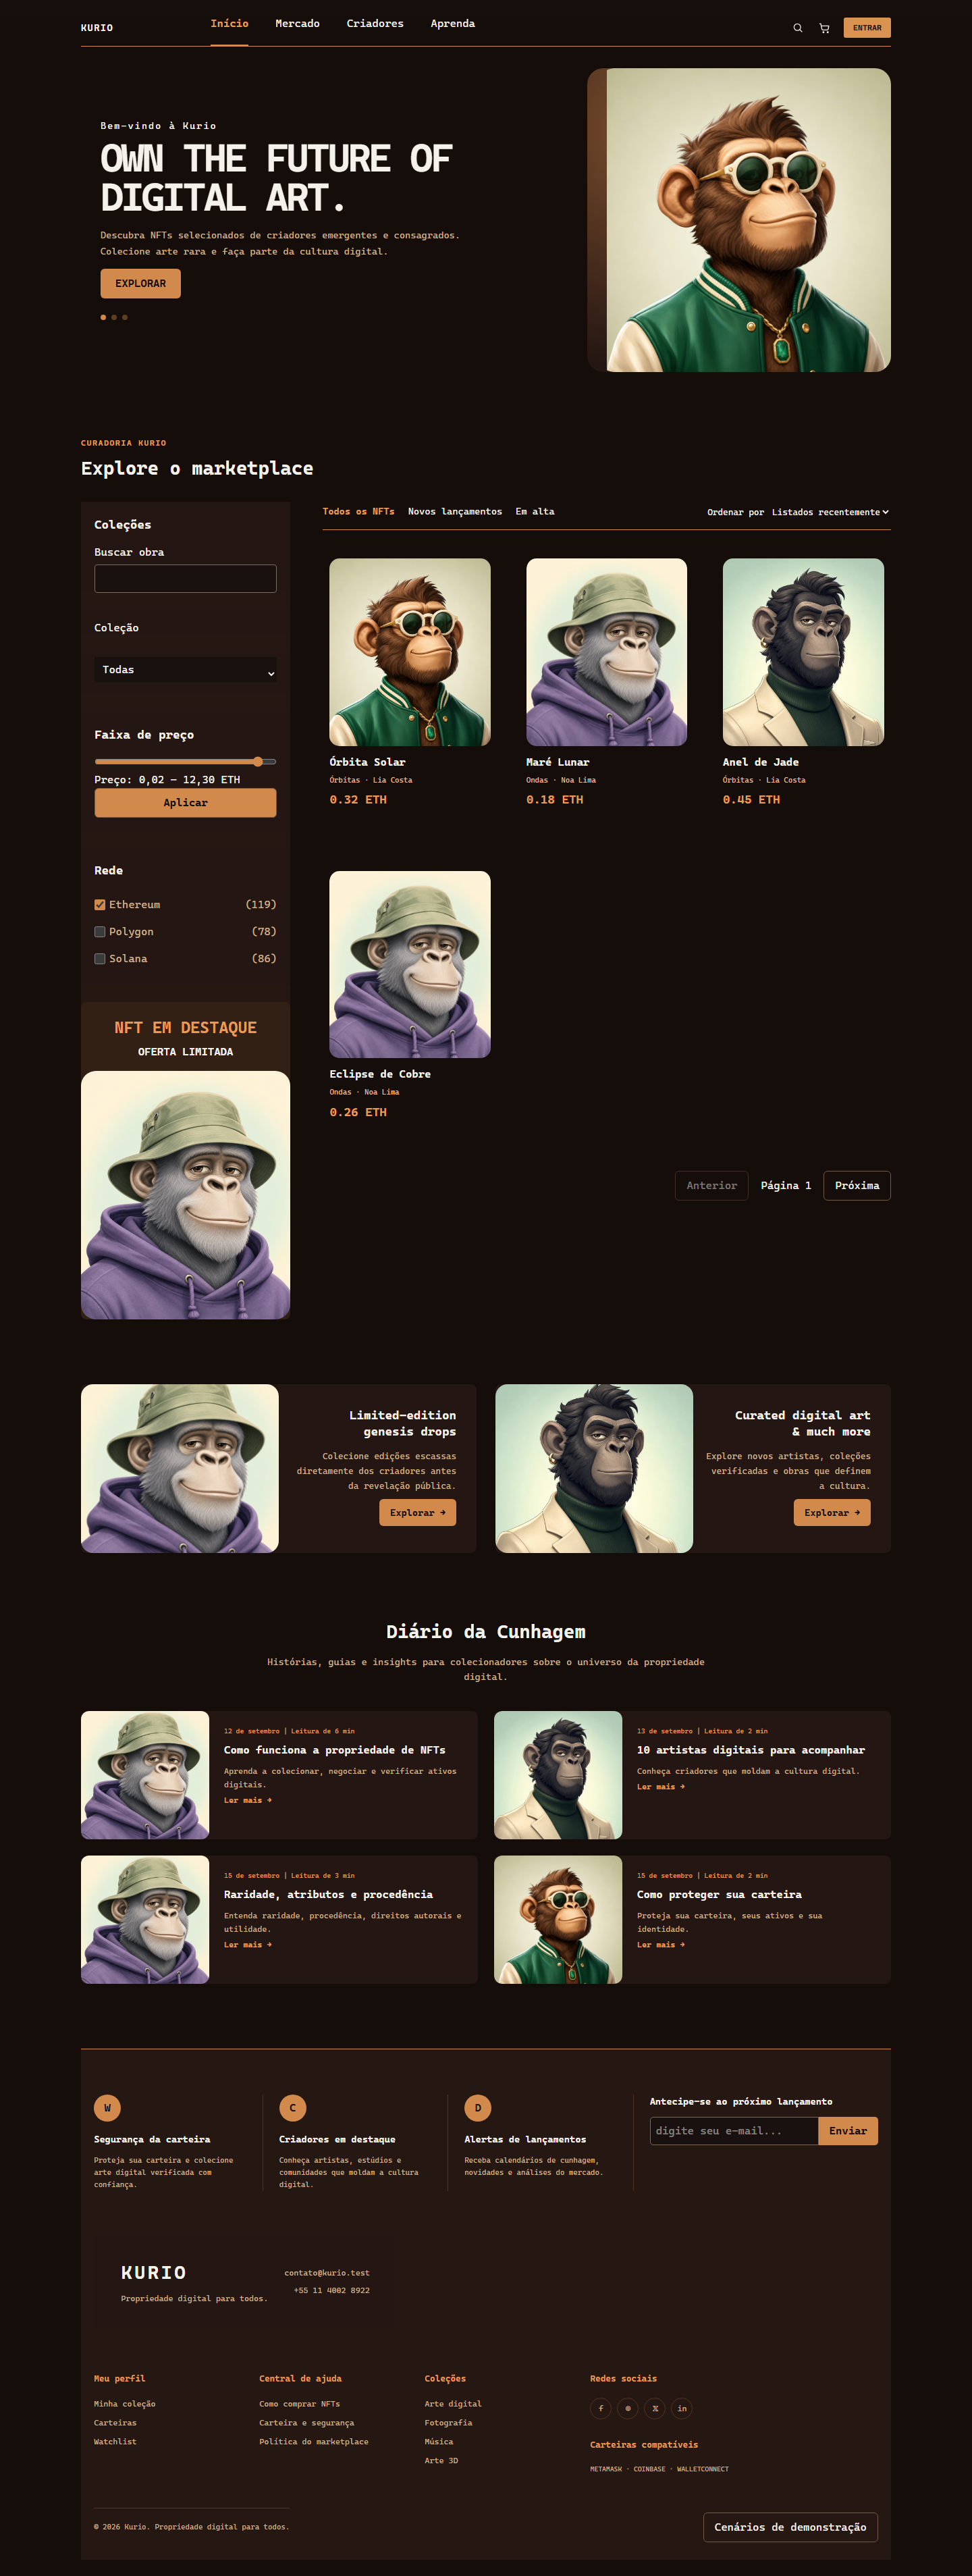 KURIO
Início
Mercado
Criadores
Aprenda
ENTRAR
Bem-vindo à Kurio
OWN THE FUTURE OF
DIGITAL ART.
Descubra NFTs selecionados de criadores emergentes e consagrados.
Colecione arte rara e faça parte da cultura digital.
EXPLORAR
CURADORIA KURIO
Explore o marketplace
Coleções
Buscar obra
Coleção
Todas
Faixa de preço
Preço: 0,02 – 12,30 ETH
Aplicar
Rede
Ethereum (119)
Polygon (78)
Solana (86)
NFT EM DESTAQUE
OFERTA LIMITADA
Todos os NFTs
Novos lançamentos
Em alta
Ordenar por Listados recentemente
Órbita Solar
Órbitas · Lia Costa
0.32 ETH
Maré Lunar
Ondas · Noa Lima
0.18 ETH
Anel de Jade
Órbitas · Lia Costa
0.45 ETH
Eclipse de Cobre
Ondas · Noa Lima
0.26 ETH
Anterior
Página 1
Próxima
Limited-edition
genesis drops
Colecione edições escassas
diretamente dos criadores antes
da revelação pública.
Explorar →
Curated digital art
& much more
Explore novos artistas, coleções
verificadas e obras que definem
a cultura.
Explorar →
Diário da Cunhagem
Histórias, guias e insights para colecionadores sobre o universo da propriedade
digital.
12 de setembro | Leitura de 6 min
Como funciona a propriedade de NFTs
Aprenda a colecionar, negociar e verificar ativos
digitais.
Ler mais →
13 de setembro | Leitura de 2 min
10 artistas digitais para acompanhar
Conheça criadores que moldam a cultura digital.
Ler mais →
15 de setembro | Leitura de 3 min
Raridade, atributos e procedência
Entenda raridade, procedência, direitos autorais e
utilidade.
Ler mais →
15 de setembro | Leitura de 2 min
Como proteger sua carteira
Proteja sua carteira, seus ativos e sua
identidade.
Ler mais →
W
Segurança da carteira
Proteja sua carteira e colecione
arte digital verificada com
confiança.
C
Criadores em destaque
Conheça artistas, estúdios e
comunidades que moldam a cultura
digital.
D
Alertas de lançamentos
Receba calendários de cunhagem,
novidades e análises do mercado.
Antecipe-se ao próximo lançamento
digite seu e-mail...
Enviar
KURIO
Propriedade digital para todos.
contato@kurio.test
+55 11 4002 8922
Meu perfil
Minha coleção
Carteiras
Watchlist
Central de ajuda
Como comprar NFTs
Carteira e segurança
Política do marketplace
Coleções
Arte digital
Fotografia
Música
Arte 3D
Redes sociais
f
in
Carteiras compatíveis
METAMASK · COINBASE · WALLETCONNECT
© 2026 Kurio. Propriedade digital para todos.
Cenários de demonstração